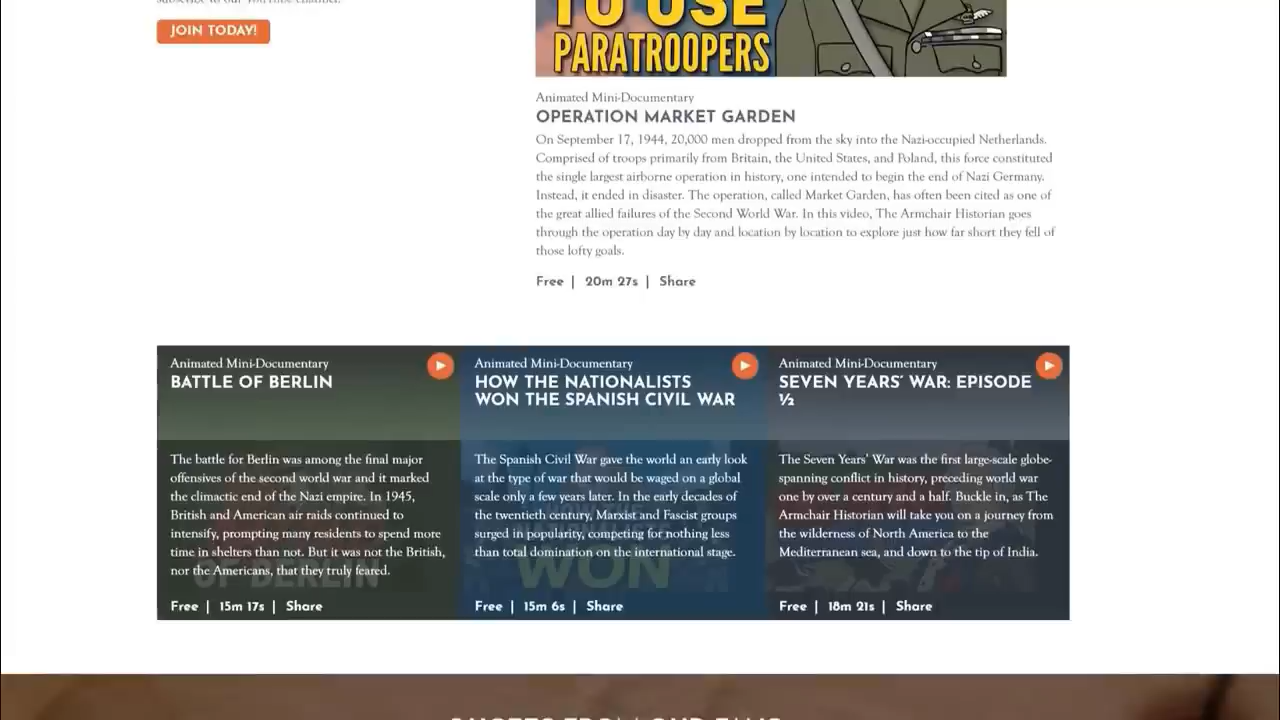 subscribe to our YouTube channel.
JOIN TODAY!
TO USE
PARATROOPERS
Animated Mini-Documentary
OPERATION MARKET GARDEN
On September 17, 1944, 20,000 men dropped from the sky into the Nazi-occupied Netherlands.
Comprised of troops primarily from Britain, the United States, and Poland, this force constituted
the single largest airborne operation in history, one intended to begin the end of Nazi Germany.
Instead, it ended in disaster. The operation, called Market Garden, has often been cited as one of
the great allied failures of the Second World War. In this video, The Armchair Historian goes
through the operation day by day and location by location to explore just how far short they fell of
those lofty goals.
Free | 20m 27s | Share
Animated Mini-Documentary
BATTLE OF BERLIN
The battle for Berlin was among the final major
offensives of the second world war and it marked
the climactic end of the Nazi empire. In 1945,
British and American air raids continued to
intensify, prompting many residents to spend more
time in shelters than not. But it was not the British,
nor the Americans, that they truly feared.
OF BERLIN
Free | 15m 17s | Share
Animated Mini-Documentary
HOW THE NATIONALISTS
WON THE SPANISH CIVIL WAR
The Spanish Civil War gave the world an early look
at the type of war that would be waged on a global
scale only a few years later. In the early decades of
the twentieth century, Marxist and Fascist groups
surged in popularity, competing for nothing less
than total domination on the international stage.
HOW THE
NATIONALISTS
WON
Free | 15m 6s | Share
Animated Mini-Documentary
SEVEN YEARS' WAR: EPISODE
½
The Seven Years' War was the first large-scale globe-
spanning conflict in history, preceding world war
one by over a century and a half. Buckle in, as The
Armchair Historian will take you on a journey from
the wilderness of North America to the
Mediterranean sea, and down to the tip of India.
Free | 18m 21s | Share